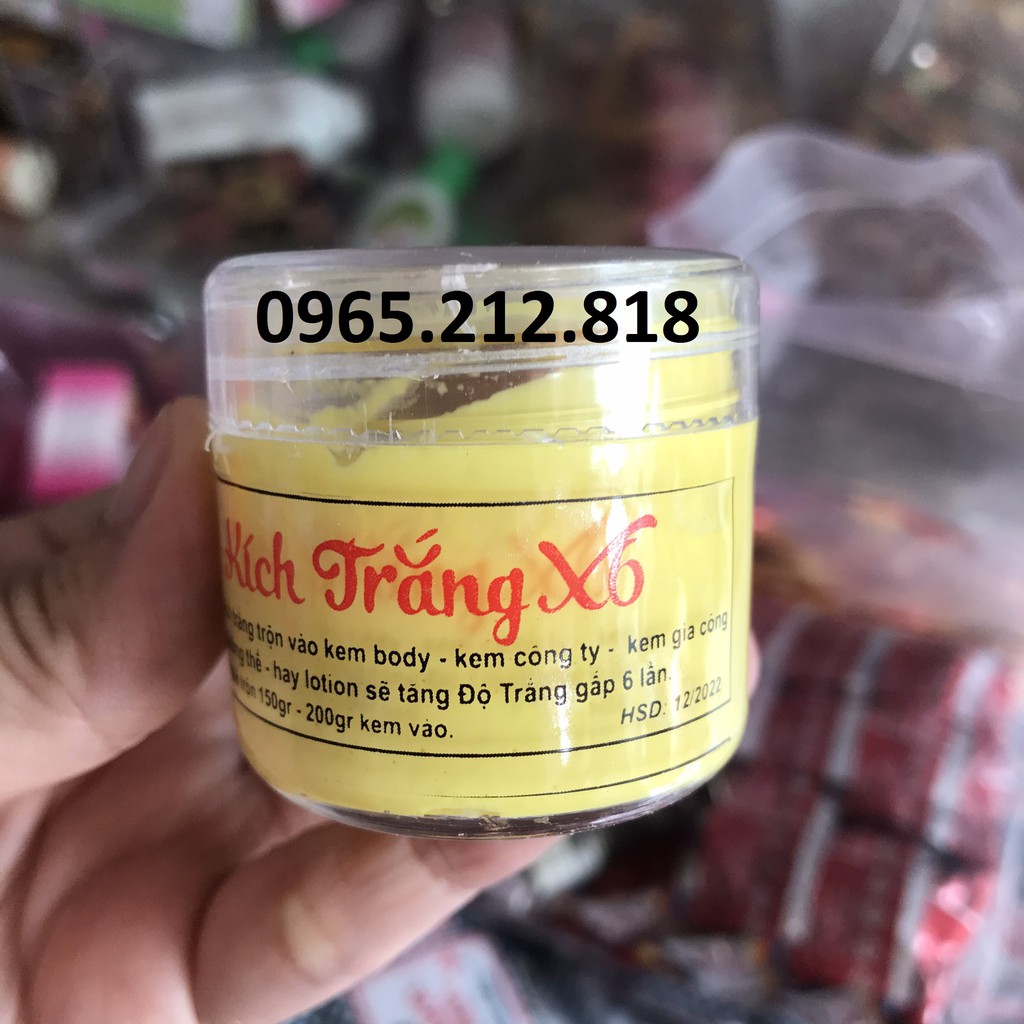 0965.212.818
Kích Trắng X6
trộn vào kem body - kem công ty - kem gia công
thể - hay lotion sẽ tăng Độ Trắng gấp 6 lần.
trộn 150gr - 200gr kem vào.
HSD: 12/2022